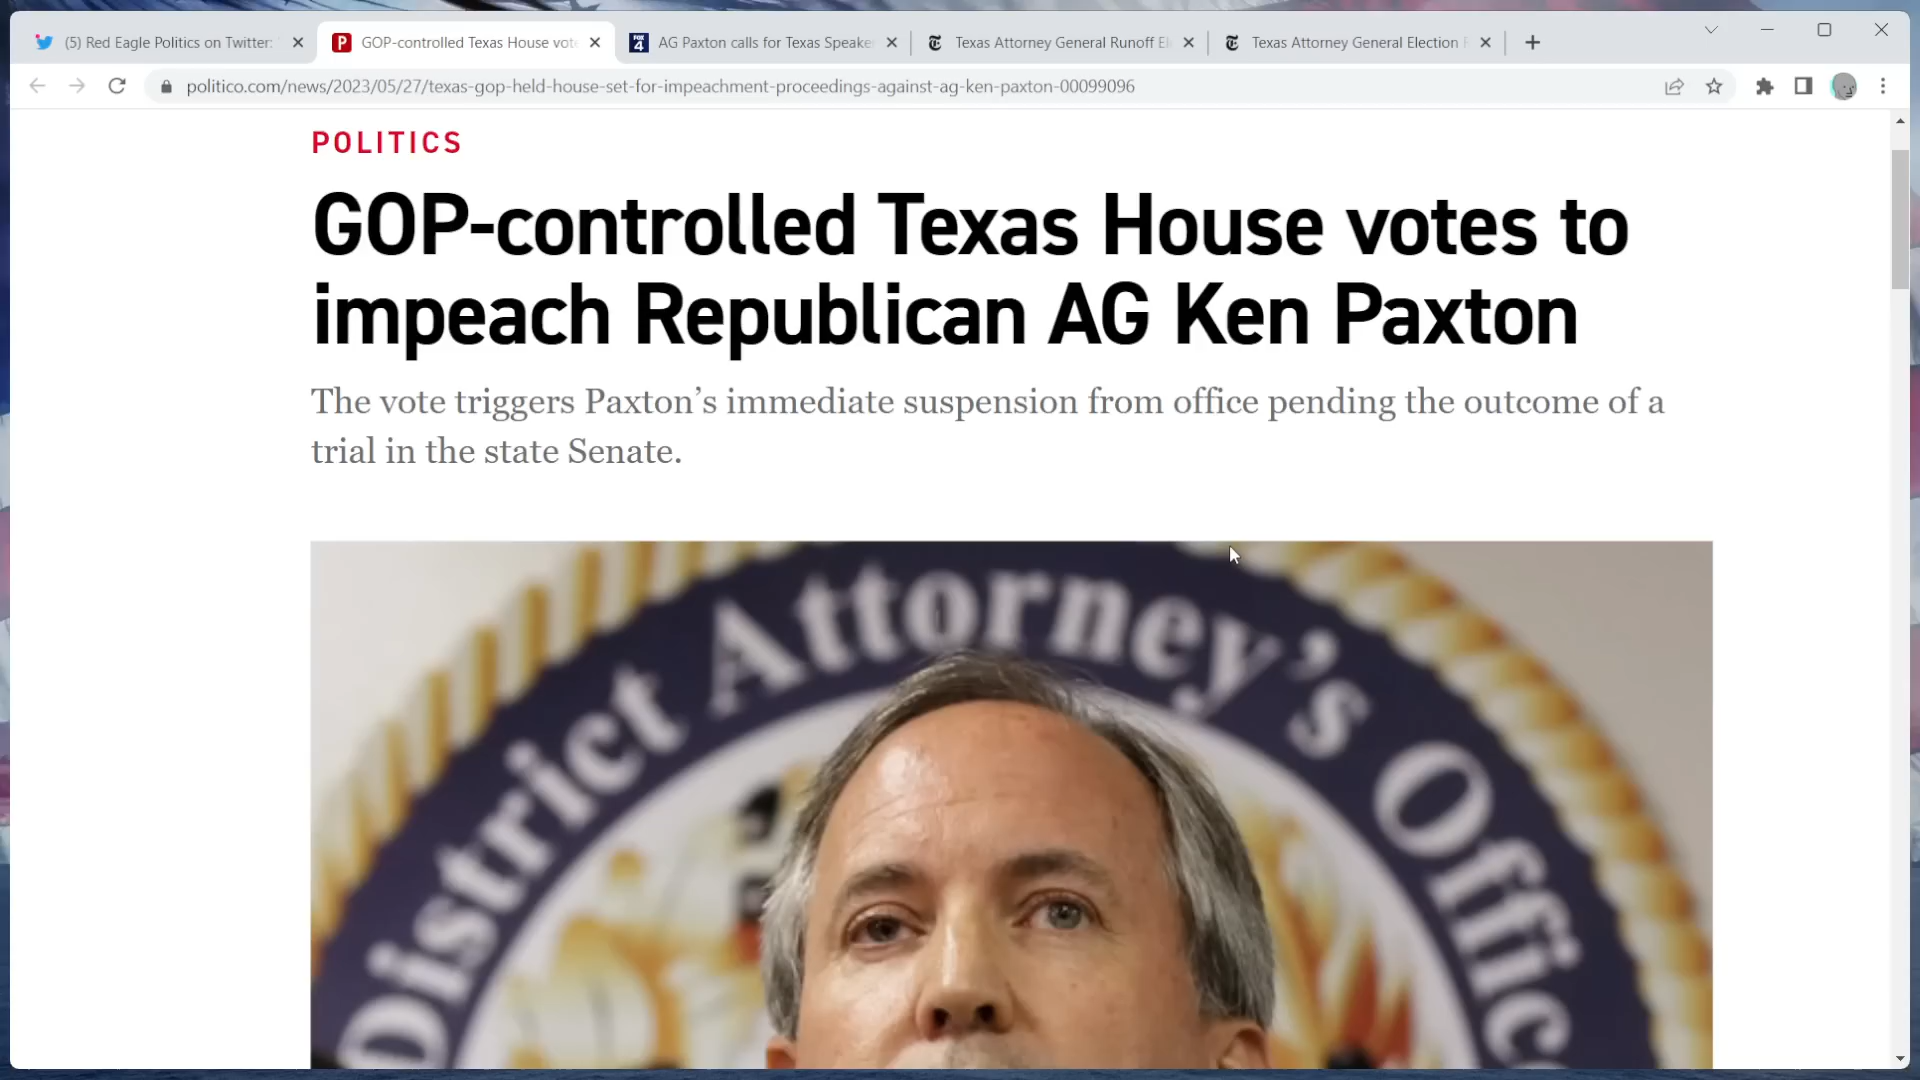 (5) Red Eagle Politics on Twitter:
GOP-controlled Texas House vot
FOX 4
AG Paxton calls for Texas Speake
Texas Attorney General Runoff El
Texas Attorney General Election R
politico.com/news/2023/05/27/texas-gop-held-house-set-for-impeachment-proceedings-against-ag-ken-paxton-00099096
POLITICS
GOP-controlled Texas House votes to
impeach Republican AG Ken Paxton
The vote triggers Paxton’s immediate suspension from office pending the outcome of a
trial in the state Senate.
District Attorney's Office